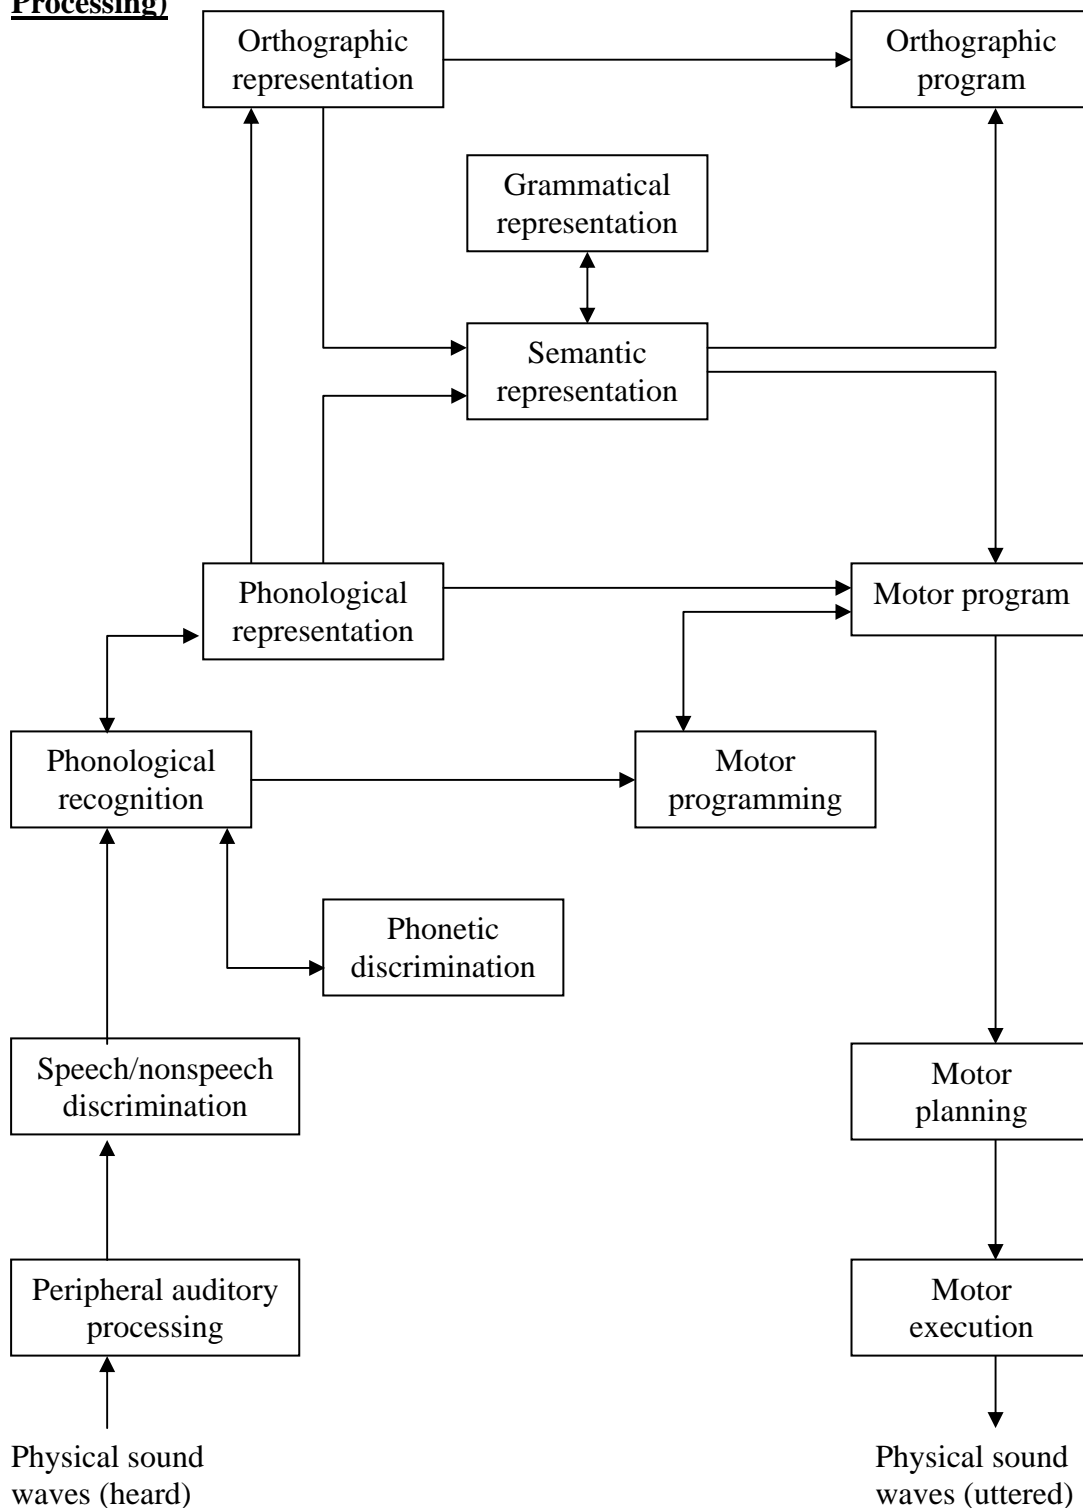 Processing)
Orthographic
representation
Orthographic
program
Grammatical
representation
Semantic
representation
Phonological
representation
Motor program
Phonological
recognition
Motor
programming
Phonetic
discrimination
Speech/nonspeech
discrimination
Motor
planning
Peripheral auditory
processing
Motor
execution
Physical sound
waves (heard)
Physical sound
waves (uttered)